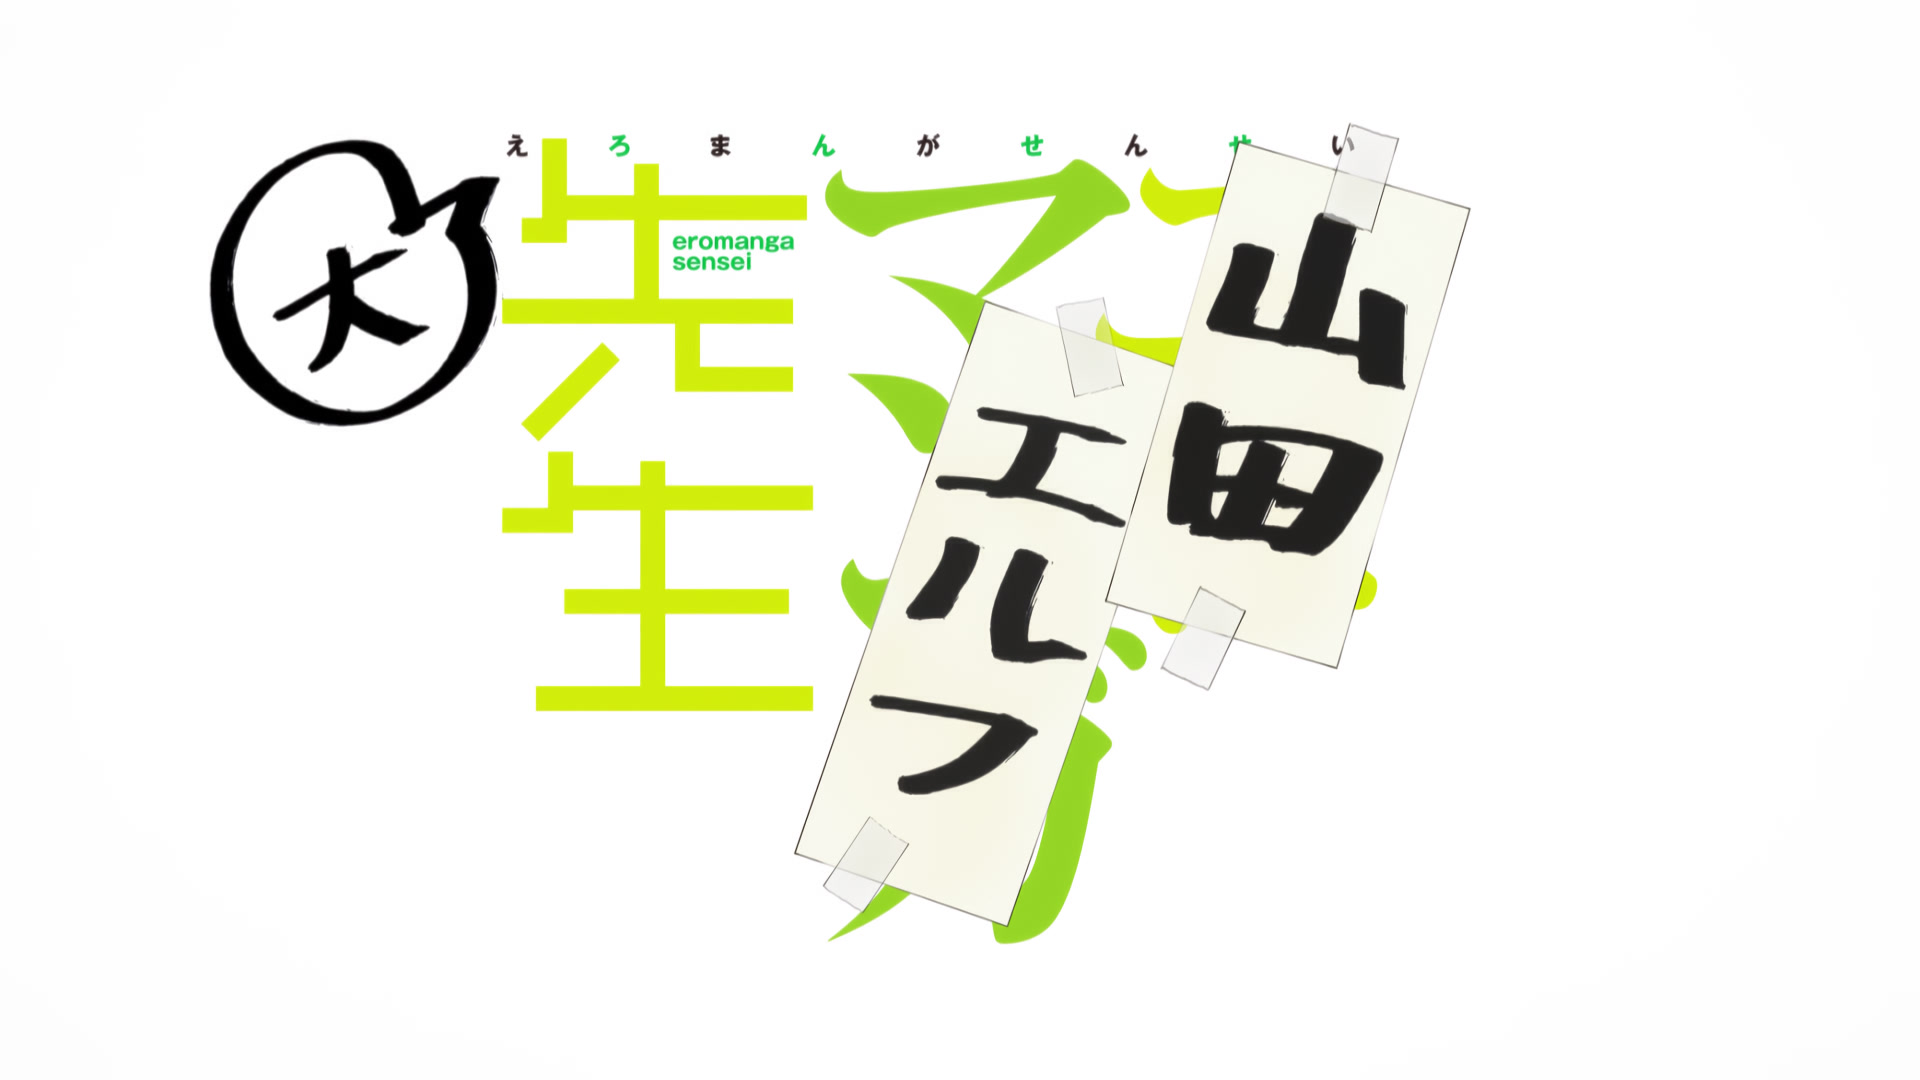 えろまんがせんせい
山田
エルフ
マ
大先生
eromanga
sensei